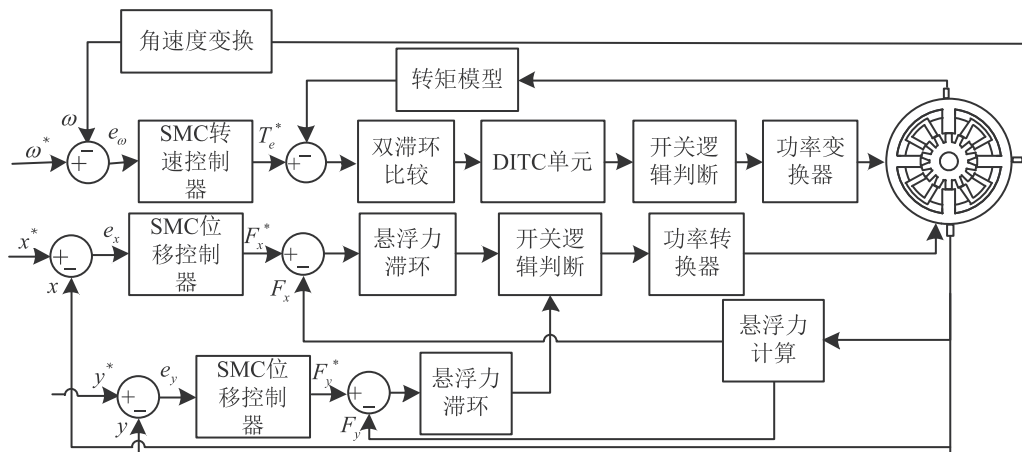 角速度变换
转矩模型
ω
ω*
+
−
e_ω
SMC转
速控制
器
T_e*
+
−
双滞环
比较
DITC单元
开关逻
辑判断
功率变
换器
x*
+
−
x
e_x
SMC位
移控制
器
F_x*
+
−
F_x
悬浮力
滞环
开关逻
辑判断
功率转
换器
悬浮力
计算
y*
+
−
y
e_y
SMC位
移控制
器
F_y*
+
−
F_y
悬浮力
滞环